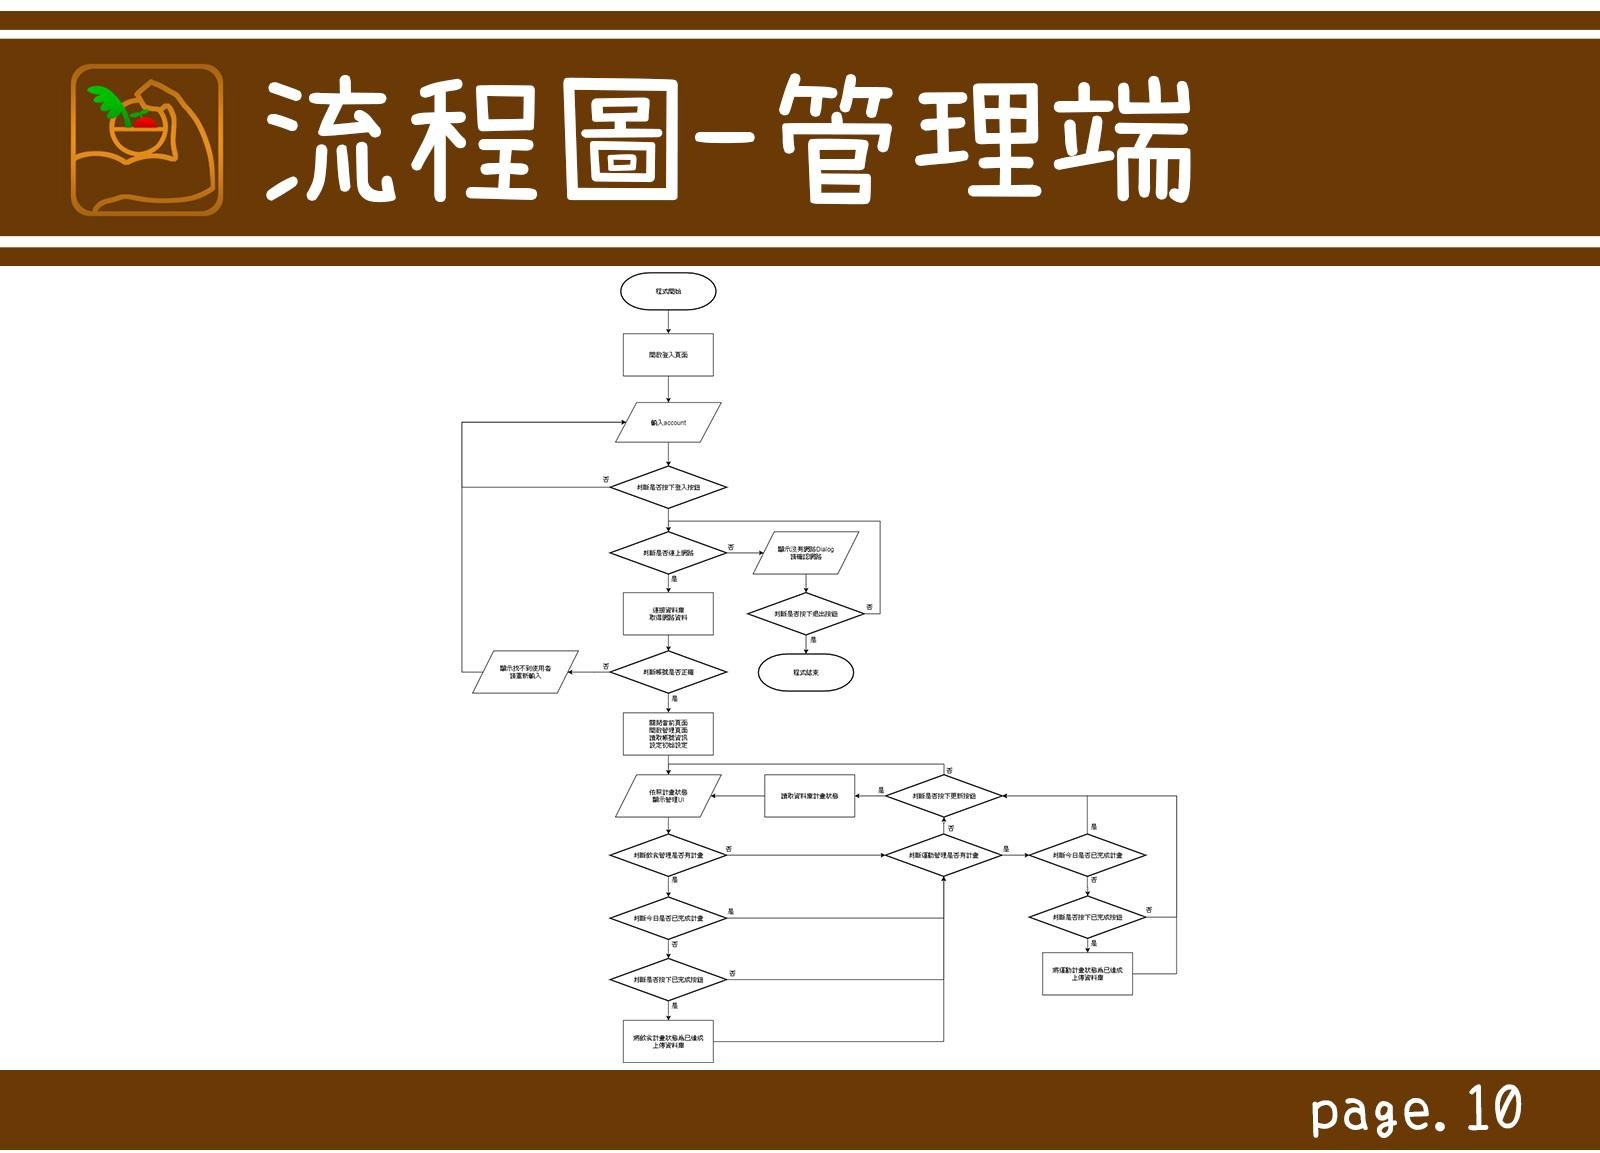 流程圖-管理端
程式開始
開啟登入頁面
輸入account
判斷是否按下登入按鈕
否
判斷是否連上網路
否
是
顯示沒有網路Dialog
請確認網路
判斷是否按下退出按鈕
否
是
程式結束
連接資料庫
取得網路資料
判斷帳號是否正確
否
是
顯示找不到使用者
請重新輸入
關閉當前頁面
開啟管理頁面
讀取帳號資訊
設定初始設定
依照計畫狀態
顯示管理UI
讀取資料庫計畫狀態
是
判斷是否按下更新按鈕
否
判斷飲食管理是否有計畫
否
是
判斷運動管理是否有計畫
否
是
判斷今日是否已完成計畫
是
否
判斷今日是否已完成計畫
是
否
判斷是否按下已完成按鈕
否
是
判斷是否按下已完成按鈕
否
是
將運動計畫狀態為已達成
上傳資料庫
將飲食計畫狀態為已達成
上傳資料庫
page. 10